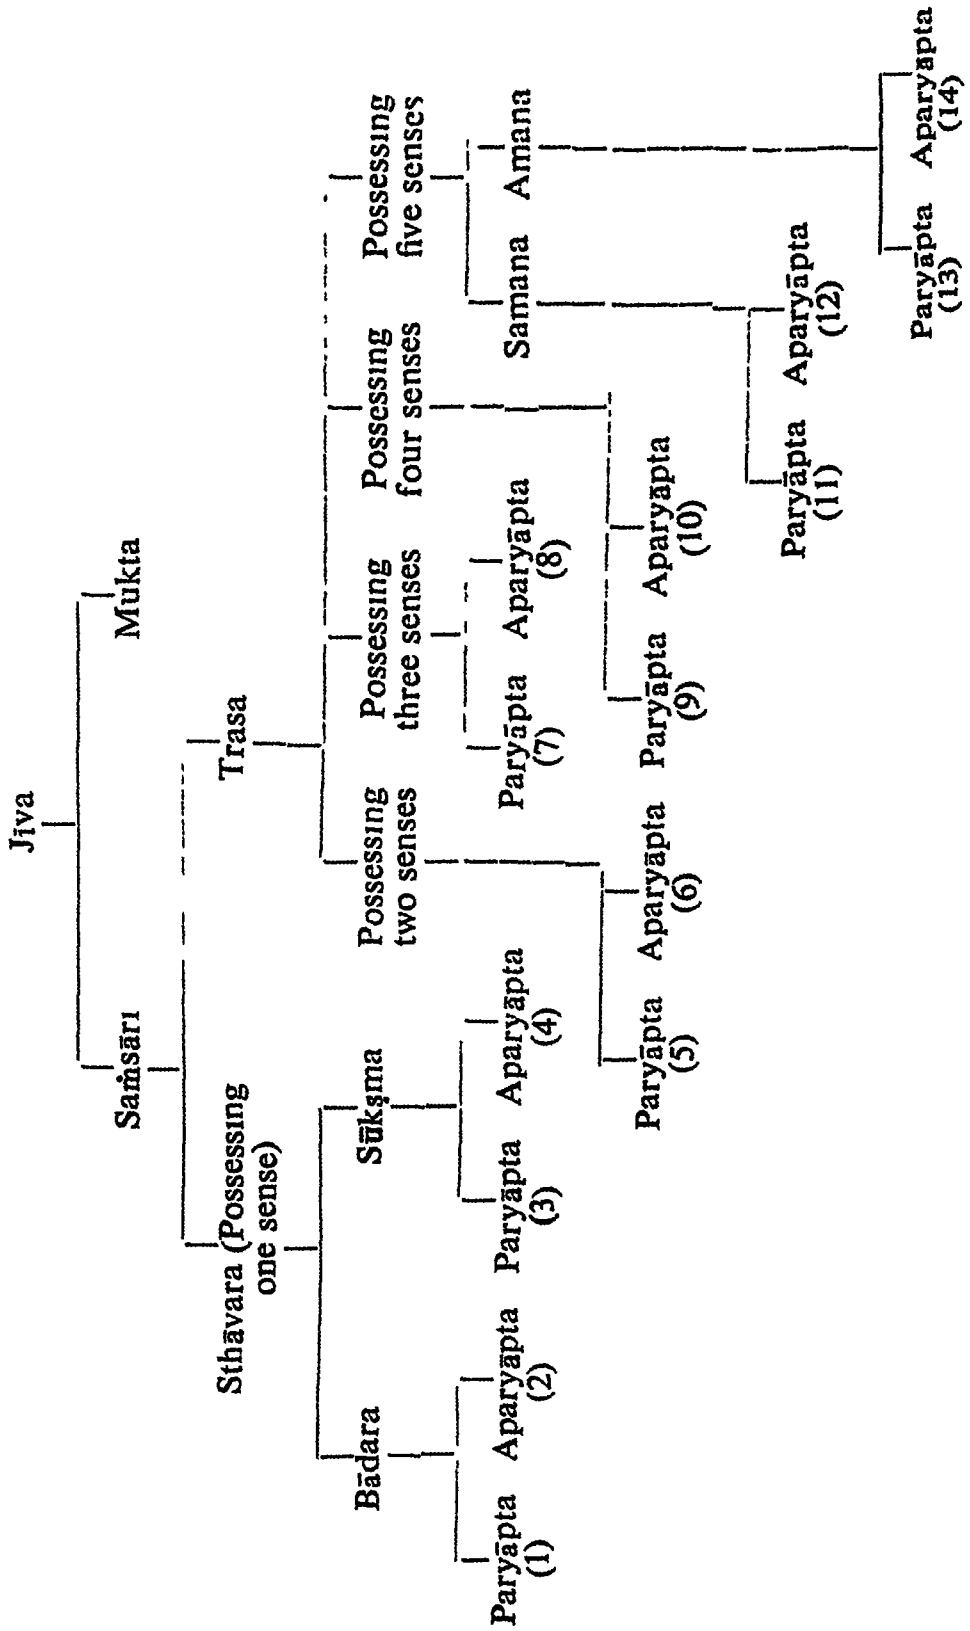 Jīva
Saṁsāri
Mukta
Sthāvara (Possessing
one sense)
Trasa
Bādara
Sūkṣma
Possessing
two senses
Possessing
three senses
Possessing
four senses
Possessing
five senses
Paryāpta
(1)
Aparyāpta
(2)
Paryāpta
(3)
Aparyāpta
(4)
Paryāpta
(7)
Aparyāpta
(8)
Samana
Amana
Paryāpta
(5)
Aparyāpta
(6)
Paryāpta
(9)
Aparyāpta
(10)
Paryāpta
(11)
Aparyāpta
(12)
Paryāpta
(13)
Aparyāpta
(14)